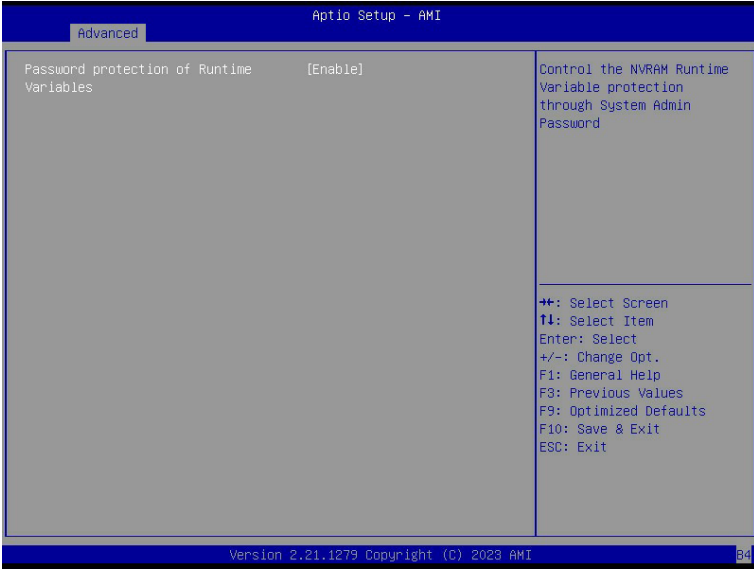 Aptio Setup – AMI
Advanced
Password protection of Runtime [Enable]
Variables
Control the NVRAM Runtime
Variable protection
through System Admin
Password
→←: Select Screen
↑↓: Select Item
Enter: Select
+/-: Change Opt.
F1: General Help
F3: Previous Values
F9: Optimized Defaults
F10: Save & Exit
ESC: Exit
Version 2.21.1279 Copyright (C) 2023 AMI
B4